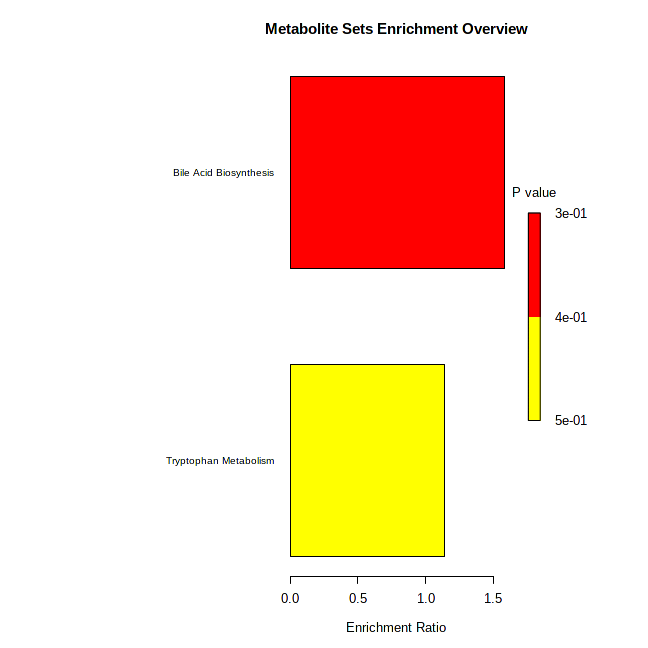 Metabolite Sets Enrichment Overview
Bile Acid Biosynthesis
P value
3e-01
4e-01
5e-01
Tryptophan Metabolism
0.0 0.5 1.0 1.5
Enrichment Ratio